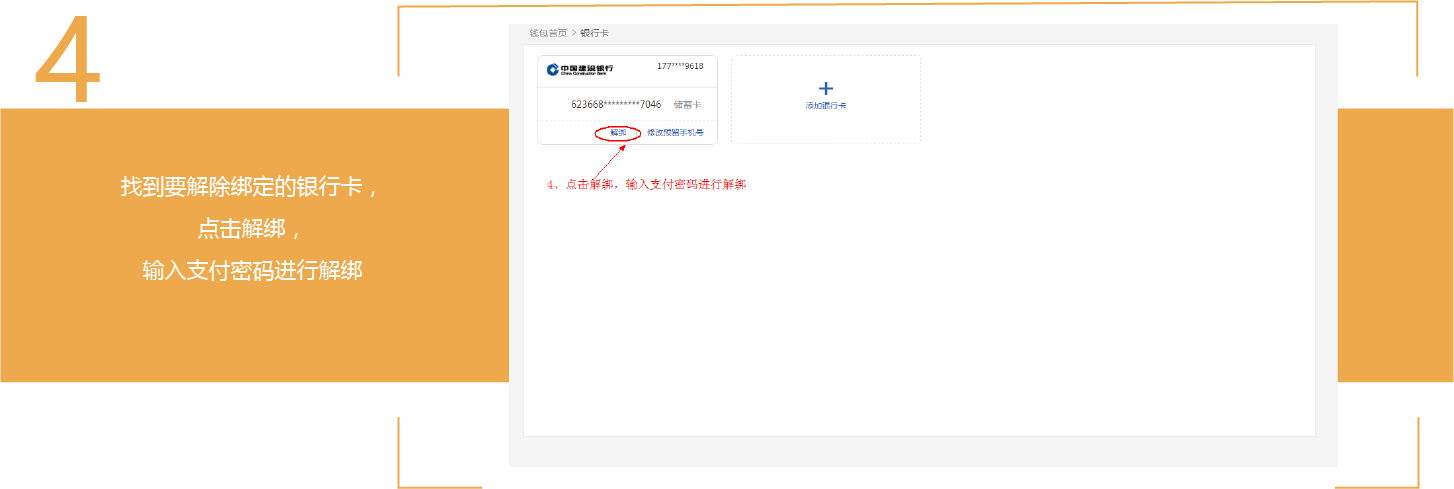 4
找到要解除绑定的银行卡，
点击解绑，
输入支付密码进行解绑
钱包首页 > 银行卡
中国建设银行
China Construction Bank
177****9618
623668*********7046 储蓄卡
解绑 修改预留手机号
添加银行卡
4、点击解绑，输入支付密码进行解绑